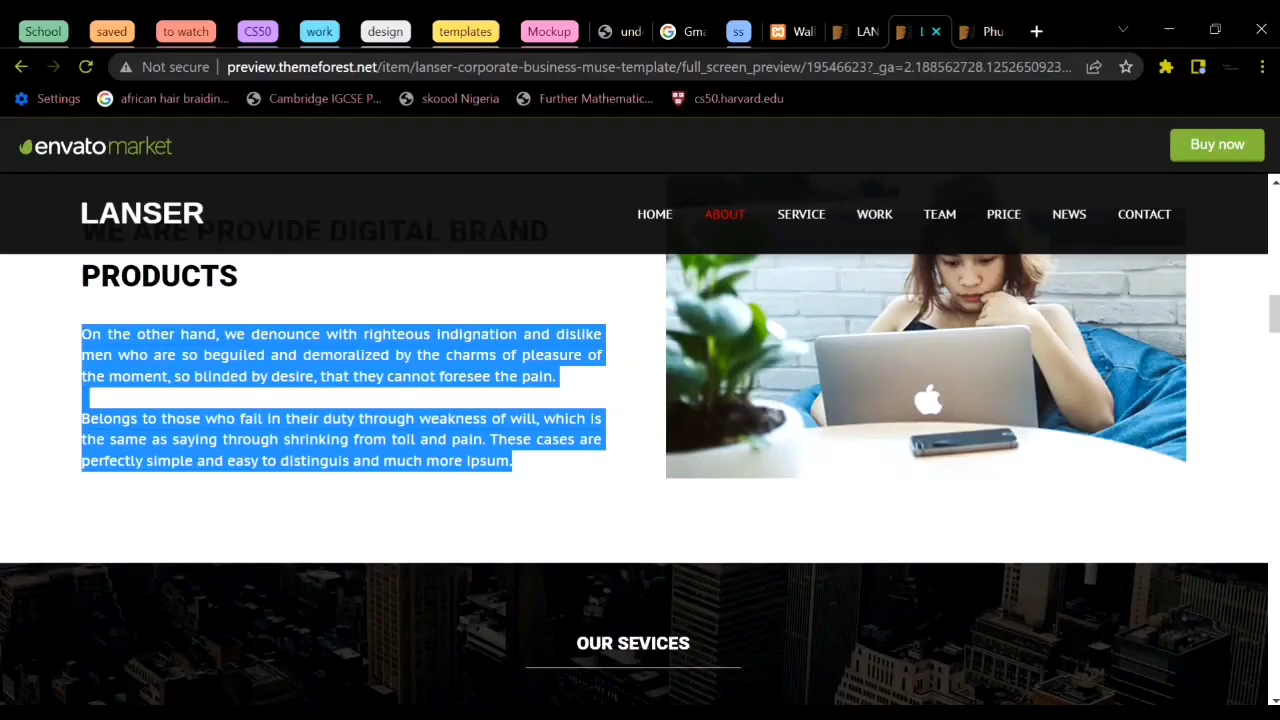 School saved to watch CS50 work design templates Mockup und Gma ss Wall LAN L Phu
Not secure preview.themeforest.net/item/lanser-corporate-business-muse-template/full_screen_preview/19546623?_ga=2.188562728.1252650923...
Settings african hair braidin... Cambridge IGCSE P... skoool Nigeria Further Mathematic... cs50.harvard.edu
envatomarket Buy now
LANSER HOME ABOUT SERVICE WORK TEAM PRICE NEWS CONTACT
WE ARE PROVIDE DIGITAL BRAND
PRODUCTS
On the other hand, we denounce with righteous indignation and dislike
men who are so beguiled and demoralized by the charms of pleasure of
the moment, so blinded by desire, that they cannot foresee the pain.
Belongs to those who fail in their duty through weakness of will, which is
the same as saying through shrinking from toil and pain. These cases are
perfectly simple and easy to distinguis and much more ipsum.
OUR SEVICES